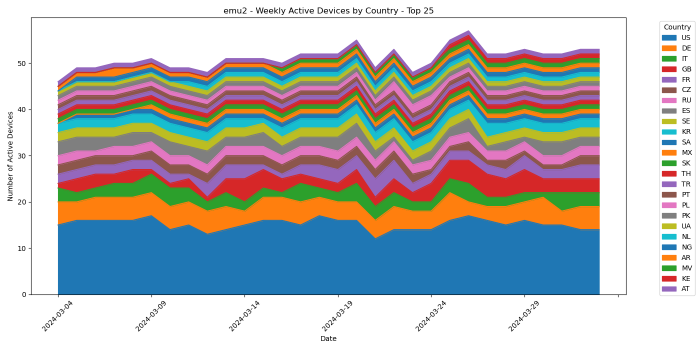 emu2 - Weekly Active Devices by Country - Top 25
Number of Active Devices
50
40
30
20
10
0
2024-03-04
2024-03-09
2024-03-14
2024-03-19
2024-03-24
2024-03-29
Date
Country
US
DE
IT
GB
FR
CZ
RU
ES
SE
KR
SA
MX
SK
TH
TR
PT
PL
PK
UA
NL
NG
AR
MV
KE
AT